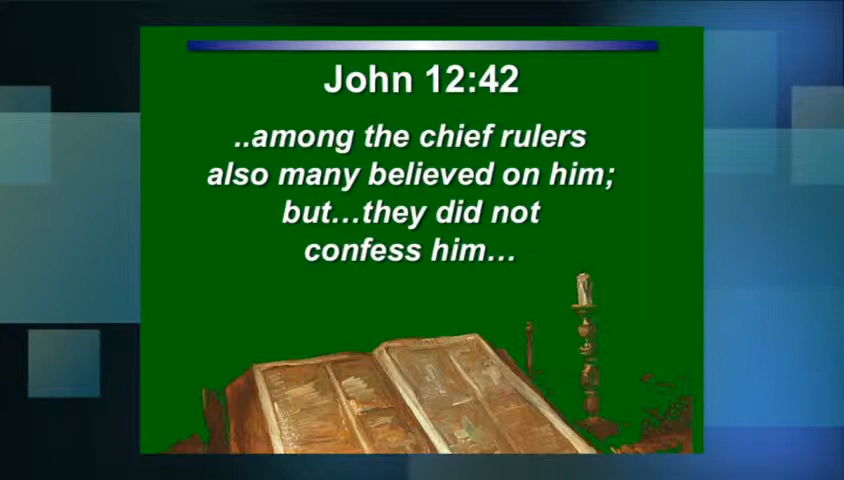 John 12:42
..among the chief rulers
also many believed on him;
but…they did not
confess him…